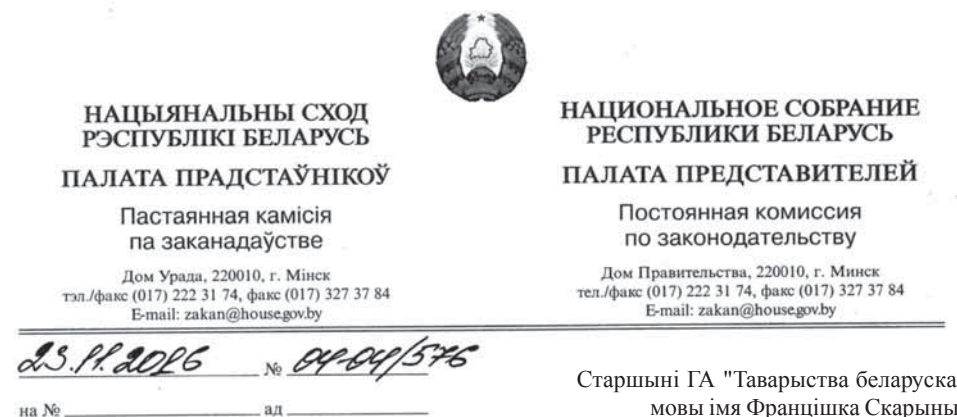 НАЦЫЯНАЛЬНЫ СХОД
РЭСПУБЛІКІ БЕЛАРУСЬ
ПАЛАТА ПРАДСТАЎНІКОЎ
Пастаянная камісія
па заканадаўстве
Дом Урада, 220010, г. Мінск
тэл./факс (017) 222 31 74, факс (017) 327 37 84
E-mail: zakan@house.gov.by
НАЦИОНАЛЬНОЕ СОБРАНИЕ
РЕСПУБЛИКИ БЕЛАРУСЬ
ПАЛАТА ПРЕДСТАВИТЕЛЕЙ
Постоянная комиссия
по законодательству
Дом Правительства, 220010, г. Минск
тел./факс (017) 222 31 74, факс (017) 327 37 84
E-mail: zakan@house.gov.by
23.11.2016 № 04-04/576
на № ад
Старшыні ГА "Таварыства беларуска
мовы імя Францішка Скарыны